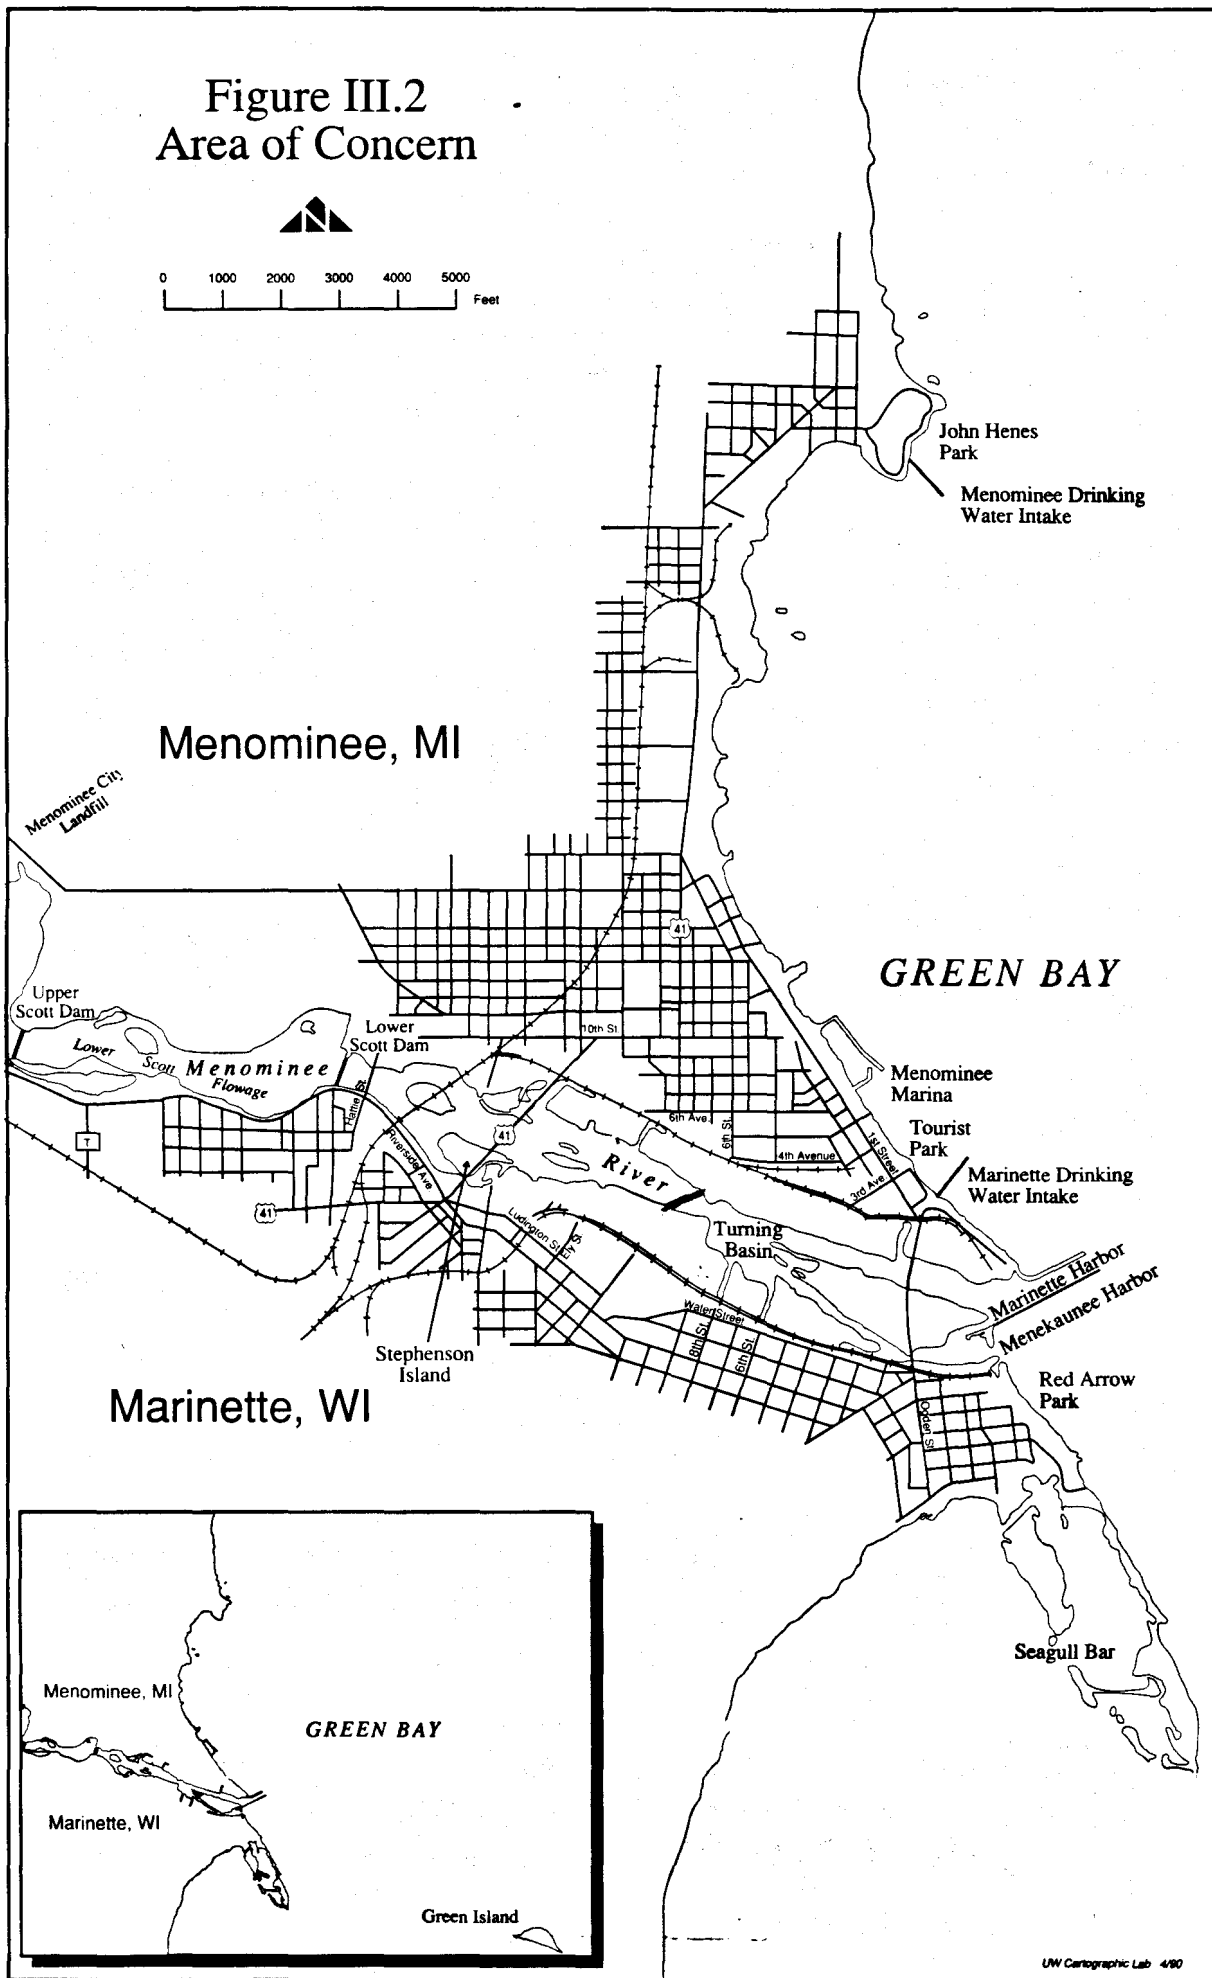 Figure III.2
Area of Concern
N
0 1000 2000 3000 4000 5000
Feet
John Henes
Park
Menominee Drinking
Water Intake
Menominee, MI
Menominee City
Landfill
41
GREEN BAY
Upper
Scott Dam
Lower
Scott Dam
10th St.
Lower
Scott
Menominee
Flowage
Hattie St.
Menominee
Marina
6th Ave.
6th St.
4th Avenue
1st Street
3rd Ave
Tourist
Park
Marinette Drinking
Water Intake
T
41
Riverside Ave
River
41
Ludington St.
Ely St.
Turning
Basin
Marinette Harbor
Menekaunee Harbor
Water Street
8th St.
6th St.
Stephenson
Island
Red Arrow
Park
Ogden St.
Marinette, WI
Seagull Bar
Menominee, MI
GREEN BAY
Marinette, WI
Green Island
UW Cartographic Lab 4/90